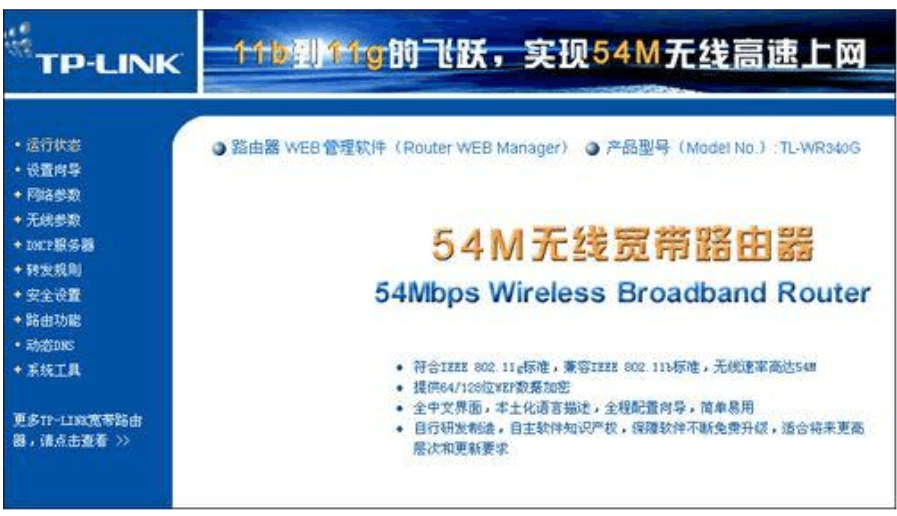 TP-LINK
11b到11g的飞跃，实现54M无线高速上网
路由器 WEB 管理软件（Router WEB Manager） 产品型号（Model No.）:TL-WR340G
• 运行状态
• 设置向导
+ 网络参数
+ 无线参数
+ DHCP服务器
+ 转发规则
+ 安全设置
+ 路由功能
• 动态DNS
+ 系统工具
更多TP-LINK宽带路由
器，请点击查看 >>
54M无线宽带路由器
54Mbps Wireless Broadband Router
• 符合IEEE 802.11g标准，兼容IEEE 802.11b标准，无线速率高达54M
• 提供64/128位WEP数据加密
• 全中文界面，本土化语言描述，全程配置向导，简单易用
• 自行研发制造，自主软件知识产权，保障软件不断免费升级，适合将来更高
层次和更新要求